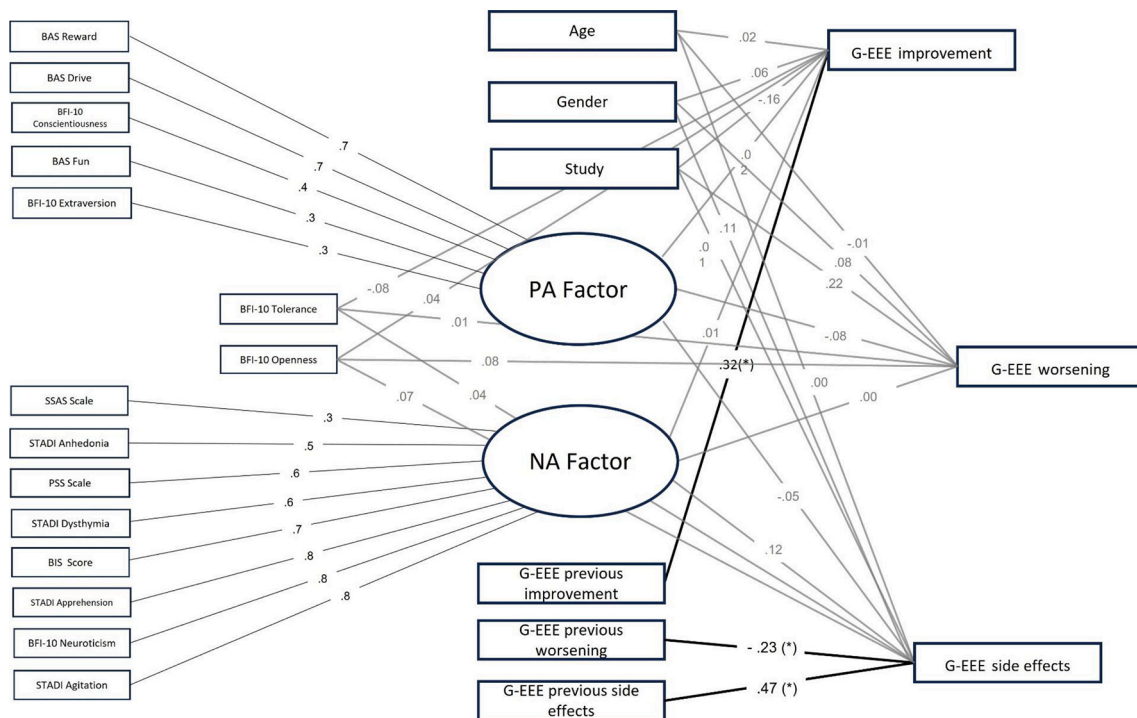 BAS Reward
BAS Drive
BFI-10
Conscientiousness
BAS Fun
BFI-10 Extraversion
.7
.7
.4
.3
.3
BFI-10 Tolerance
BFI-10 Openness
SSAS Scale
STADI Anhedonia
PSS Scale
STADI Dysthymia
BIS Score
STADI Apprehension
BFI-10 Neuroticism
STADI Agitation
.3
.5
.6
.6
.7
.8
.8
.8
-.08
.01
.04
.08
.07
.04
Age
Gender
Study
PA Factor
NA Factor
G-EEE previous
improvement
G-EEE previous
worsening
G-EEE previous side
effects
.02
.06
-.16
.0
2
.11
.0
1
.01
.32(*)
-.01
.08
.22
-.08
.00
.00
-.05
.12
- .23 (*)
.47 (*)
G-EEE improvement
G-EEE worsening
G-EEE side effects